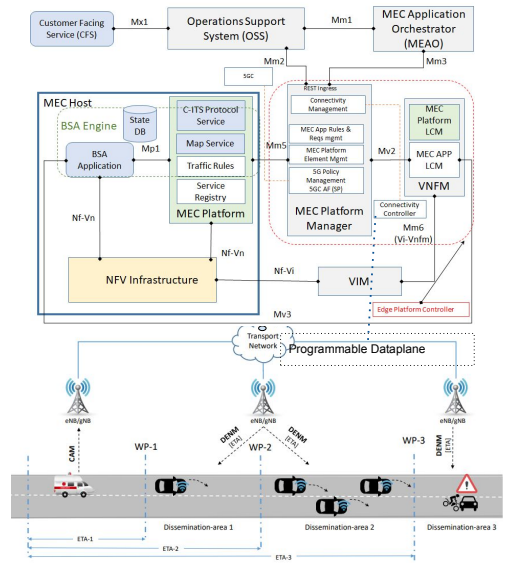 Customer Facing
Service (CFS)
Mx1
Operations Support
System (OSS)
Mm1
MEC Application
Orchestrator
(MEAO)
Mm2
Mm3
5GC
MEC Host
BSA Engine
State
DB
BSA
Application
Mp1
C-ITS Protocol
Service
Map Service
Traffic Rules
Service
Registry
MEC Platform
Mm5
REST Ingress
Connectivity
Management
MEC App Rules &
Reqs mgmt
MEC Platform
Element Mgmt
5G Policy
Management
5GC AF (SP)
MEC Platform
Manager
Mv2
MEC
Platform
LCM
MEC APP
LCM
VNFM
Connectivity
Controller
Mm6
(Vi-Vnfm)
Nf-Vn
Nf-Vn
NFV Infrastructure
Nf-Vi
VIM
Mv3
Edge Platform Controller
Transport
Network
Programmable Dataplane
eNB/gNB
eNB/gNB
eNB/gNB
CAM
WP-1
DENM
[ETA]
WP-2
DENM
[ETA]
WP-3
DENM
[ETA]
Dissemination-area 1
Dissemination-area 2
Dissemination-area 3
ETA-1
ETA-2
ETA-3